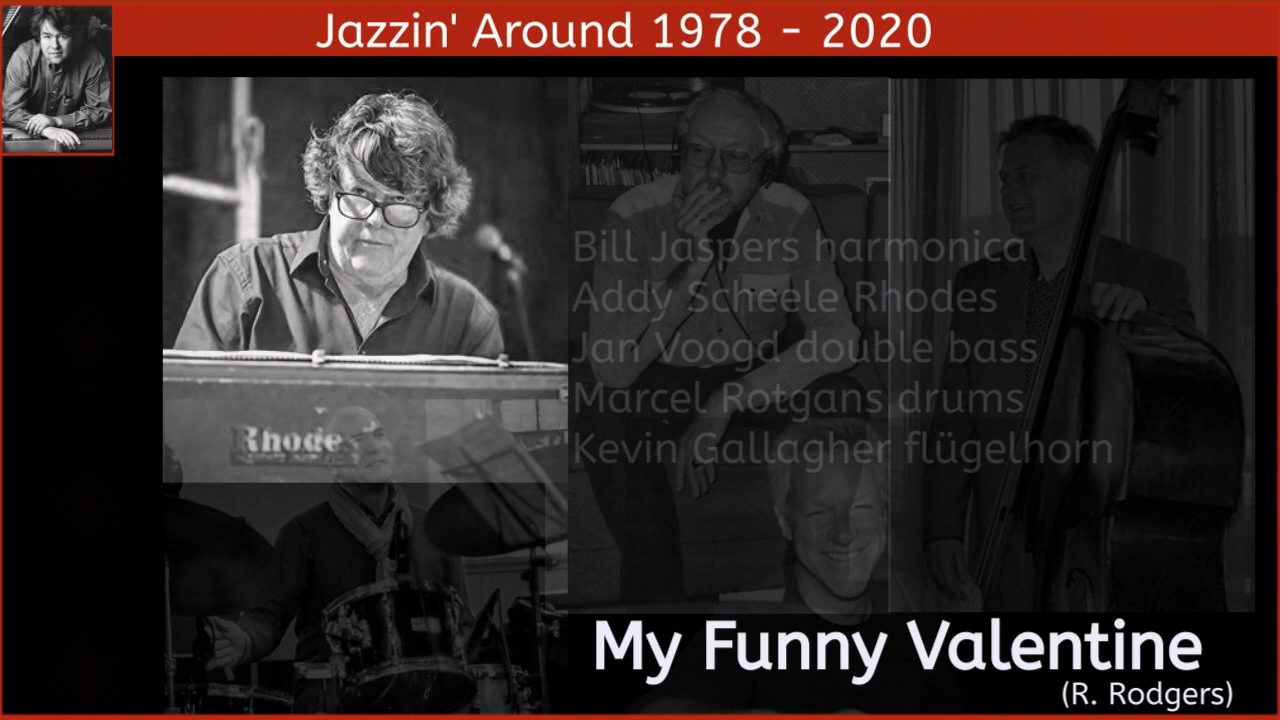 Jazzin' Around 1978 - 2020
Bill Jaspers harmonica
Addy Scheele Rhodes
Jan Voogd double bass
Marcel Rotgans drums
Kevin Gallagher flügelhorn
Rhodes
My Funny Valentine
(R. Rodgers)